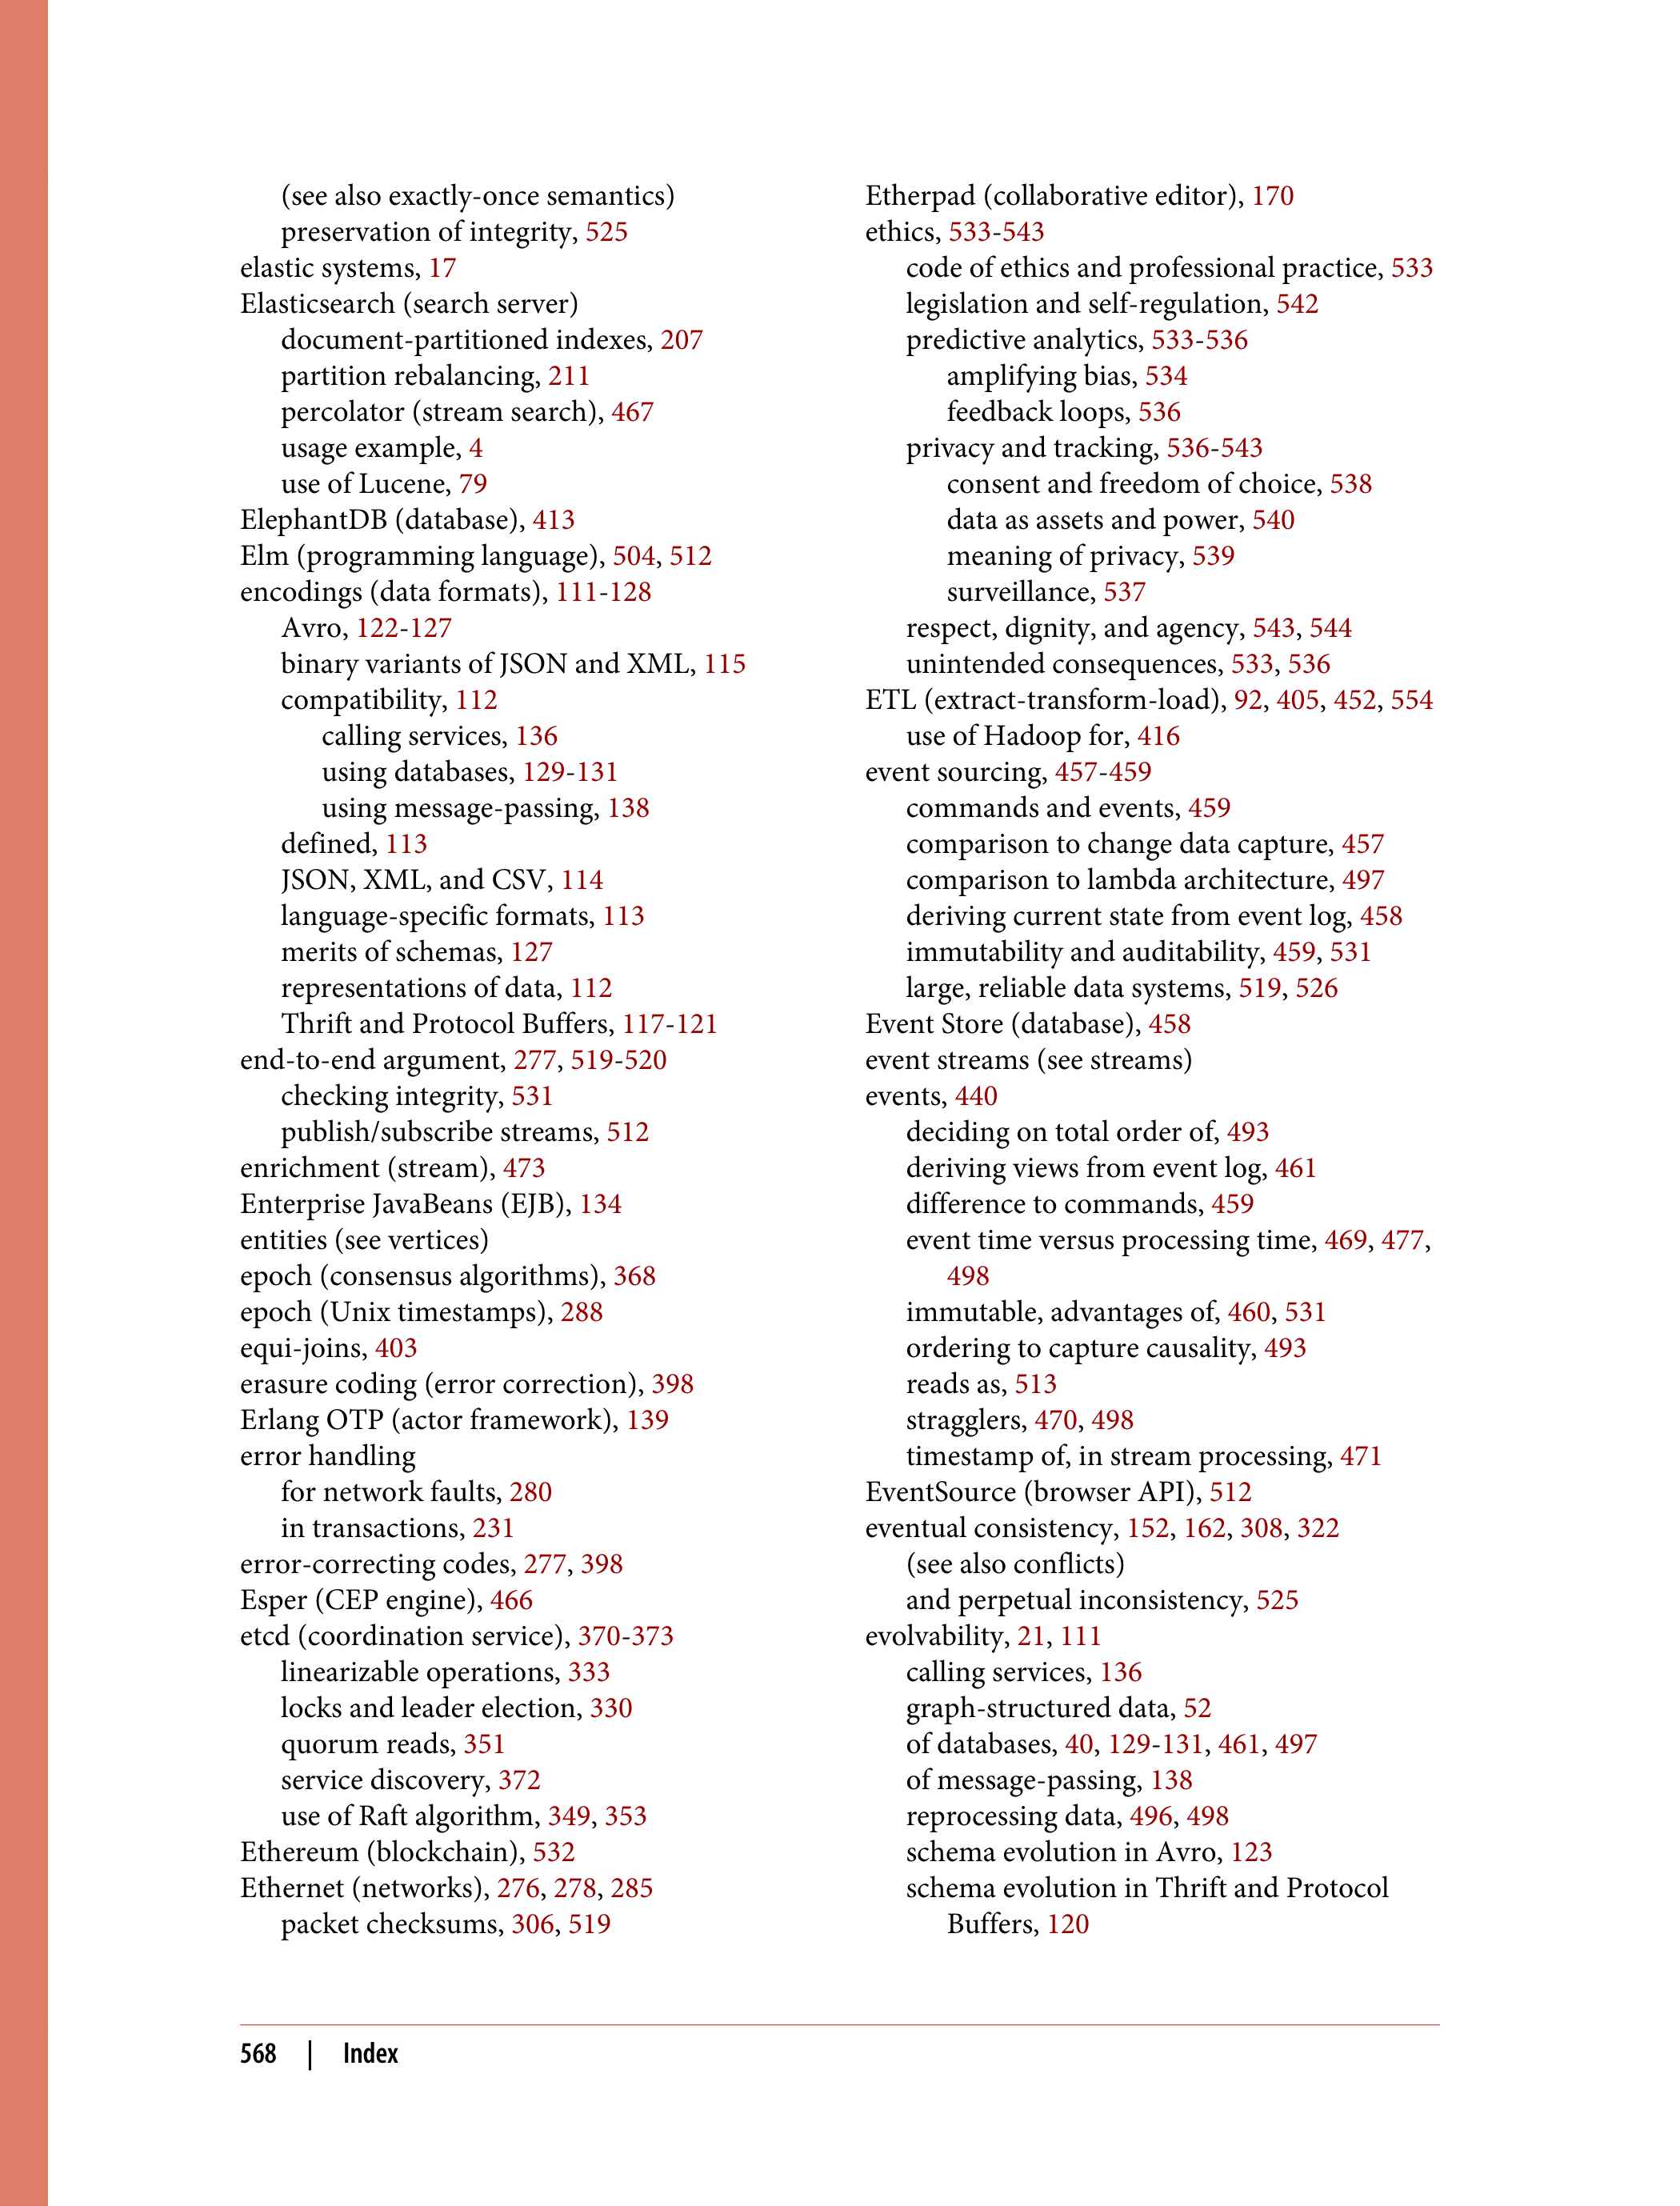 (see also exactly-once semantics)
preservation of integrity, 525
elastic systems, 17
Elasticsearch (search server)
document-partitioned indexes, 207
partition rebalancing, 211
percolator (stream search), 467
usage example, 4
use of Lucene, 79
ElephantDB (database), 413
Elm (programming language), 504, 512
encodings (data formats), 111-128
Avro, 122-127
binary variants of JSON and XML, 115
compatibility, 112
calling services, 136
using databases, 129-131
using message-passing, 138
defined, 113
JSON, XML, and CSV, 114
language-specific formats, 113
merits of schemas, 127
representations of data, 112
Thrift and Protocol Buffers, 117-121
end-to-end argument, 277, 519-520
checking integrity, 531
publish/subscribe streams, 512
enrichment (stream), 473
Enterprise JavaBeans (EJB), 134
entities (see vertices)
epoch (consensus algorithms), 368
epoch (Unix timestamps), 288
equi-joins, 403
erasure coding (error correction), 398
Erlang OTP (actor framework), 139
error handling
for network faults, 280
in transactions, 231
error-correcting codes, 277, 398
Esper (CEP engine), 466
etcd (coordination service), 370-373
linearizable operations, 333
locks and leader election, 330
quorum reads, 351
service discovery, 372
use of Raft algorithm, 349, 353
Ethereum (blockchain), 532
Ethernet (networks), 276, 278, 285
packet checksums, 306, 519
Etherpad (collaborative editor), 170
ethics, 533-543
code of ethics and professional practice, 533
legislation and self-regulation, 542
predictive analytics, 533-536
amplifying bias, 534
feedback loops, 536
privacy and tracking, 536-543
consent and freedom of choice, 538
data as assets and power, 540
meaning of privacy, 539
surveillance, 537
respect, dignity, and agency, 543, 544
unintended consequences, 533, 536
ETL (extract-transform-load), 92, 405, 452, 554
use of Hadoop for, 416
event sourcing, 457-459
commands and events, 459
comparison to change data capture, 457
comparison to lambda architecture, 497
deriving current state from event log, 458
immutability and auditability, 459, 531
large, reliable data systems, 519, 526
Event Store (database), 458
event streams (see streams)
events, 440
deciding on total order of, 493
deriving views from event log, 461
difference to commands, 459
event time versus processing time, 469, 477,
498
immutable, advantages of, 460, 531
ordering to capture causality, 493
reads as, 513
stragglers, 470, 498
timestamp of, in stream processing, 471
EventSource (browser API), 512
eventual consistency, 152, 162, 308, 322
(see also conflicts)
and perpetual inconsistency, 525
evolvability, 21, 111
calling services, 136
graph-structured data, 52
of databases, 40, 129-131, 461, 497
of message-passing, 138
reprocessing data, 496, 498
schema evolution in Avro, 123
schema evolution in Thrift and Protocol
Buffers, 120
568 | Index